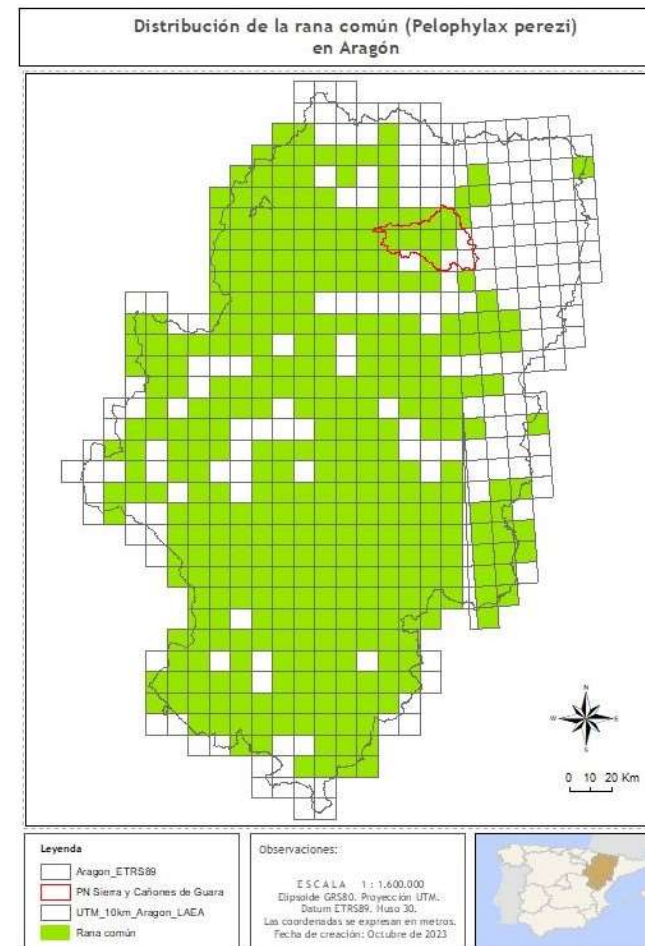 Distribución de la rana común (Pelophylax perezi)
en Aragón
N
W E
S
0 10 20 Km
Leyenda
Aragon_ETRS89
PN Sierra y Cañones de Guara
UTM_10km_Aragon_LAEA
Rana común
Observaciones:
ESCALA 1 : 1.600.000
Elipsoide GRS80. Proyección UTM.
Datum ETRS89. Huso 30.
Las coordenadas se expresan en metros.
Fecha de creación: Octubre de 2023